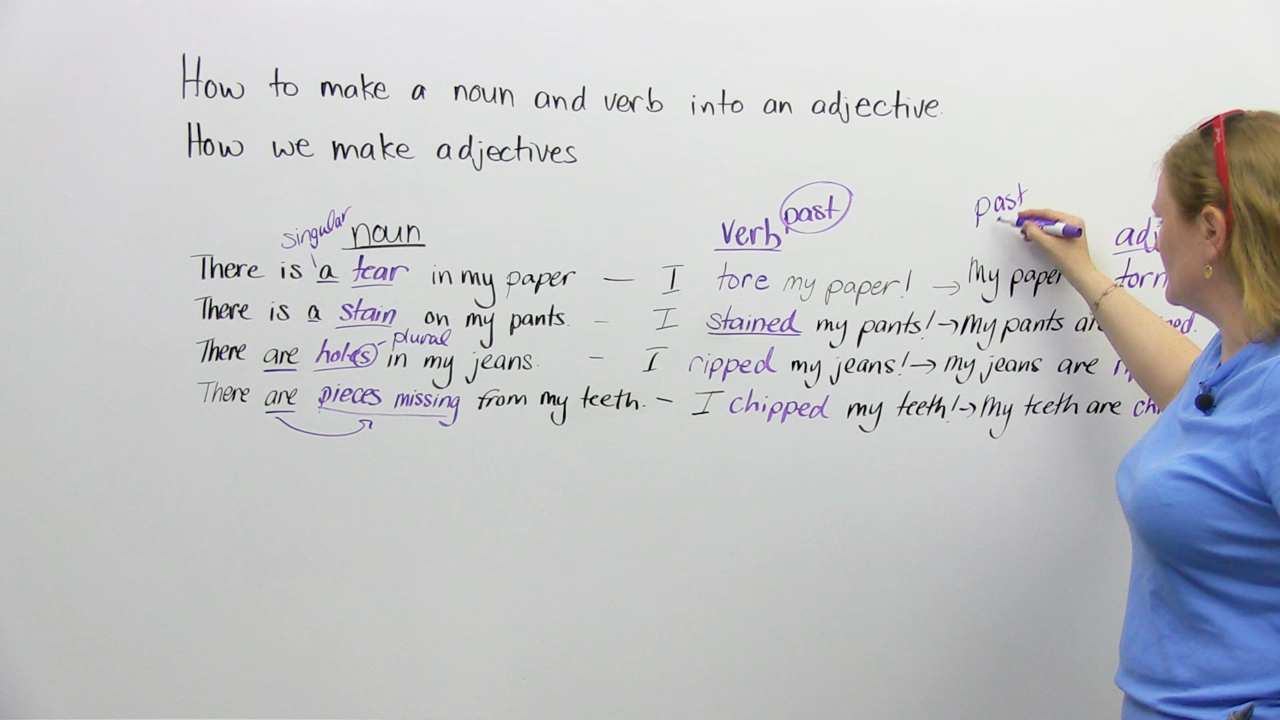 How to make a noun and verb into an adjective.
How we make adjectives
singular noun verb past past adj
There is a tear in my paper — I tore my paper! → My paper torn
There is a stain on my pants. - I stained my pants! → My pants are
plural
There are holes in my jeans. - I ripped my jeans! → my jeans are
There are pieces missing from my teeth. - I chipped my teeth! → My teeth are